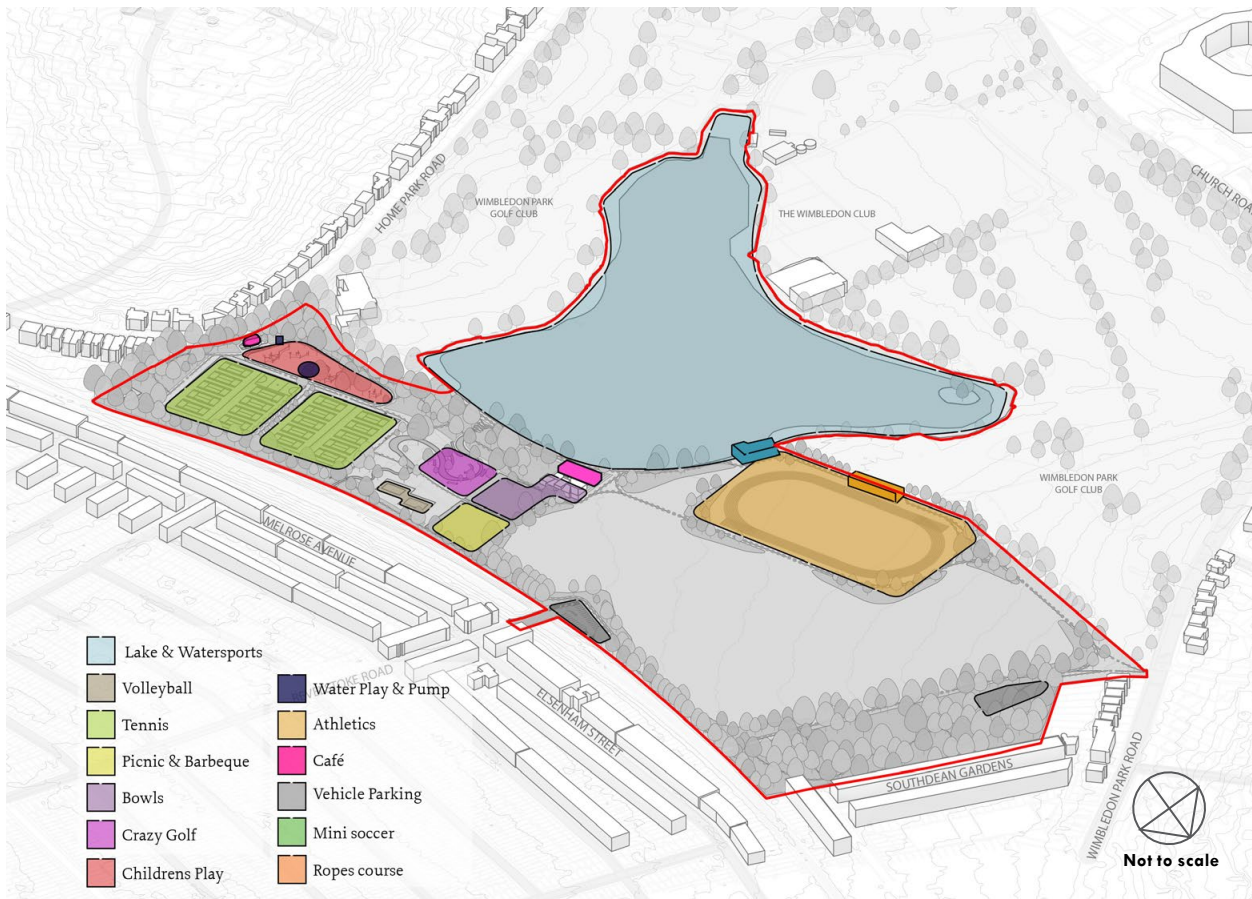 HOME PARK ROAD
WIMBLEDON PARK
GOLF CLUB
THE WIMBLEDON CLUB
CHURCH ROA
WIMBLEDON PARK
GOLF CLUB
MELROSE AVENUE
ELSENHAM STREET
SOUTHDEAN GARDENS
WIMBLEDON PARK ROAD
Lake & Watersports
Volleyball
Tennis
Picnic & Barbeque
Bowls
Crazy Golf
Childrens Play
Water Play & Pump
Athletics
Café
Vehicle Parking
Mini soccer
Ropes course
Not to scale